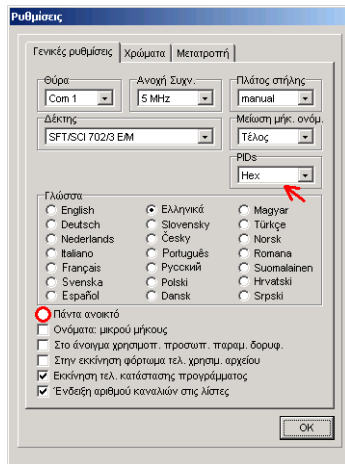 Ρυθμίσεις
Γενικές ρυθμίσεις Χρώματα Μετατροπή
Θύρα Ανοχή Συχν. Πλάτος στήλης
Com 1 5 MHz manual
Δέκτης Μείωση μήκ. ονόμ.
SFT/SCI 702/3 E/M Τέλος
PIDs
Hex
Γλώσσα
English Ελληνικά Magyar
Deutsch Slovensky Türkçe
Nederlands Česky Norsk
Italiano Português Romana
Français Русский Suomalainen
Svenska Polski Hrvatski
Español Dansk Srpski
Πάντα ανοικτό
Ονόματα: μικρού μήκους
Στο άνοιγμα χρησιμοπ. προσωπ. παραμ. δορυφ.
Στην εκκίνηση φόρτωμα τελ. χρησιμ. αρχείου
Εκκίνηση τελ. κατάστασης προγράμματος
Ένδειξη αριθμού καναλιών στις λίστες
OK